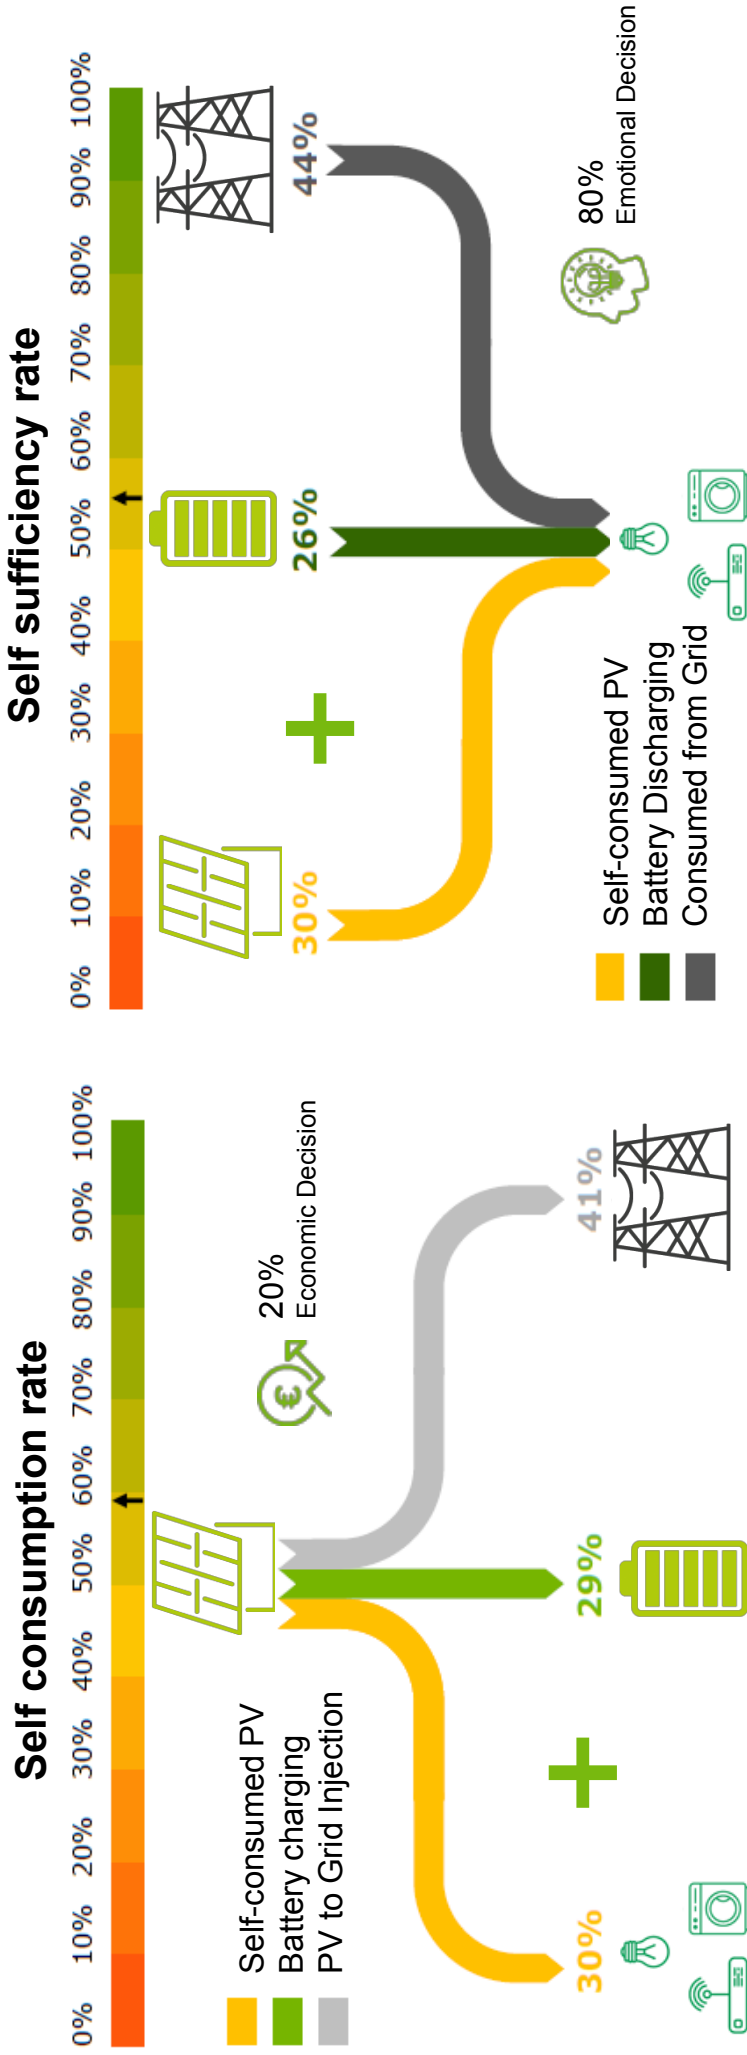 Self consumption rate
0% 10% 20% 30% 40% 50% 60% 70% 80% 90% 100%
Self-consumed PV
Battery charging
PV to Grid Injection
20%
Economic Decision
30%
29%
41%
Self sufficiency rate
0% 10% 20% 30% 40% 50% 60% 70% 80% 90% 100%
30%
26%
44%
80%
Emotional Decision
Self-consumed PV
Battery Discharging
Consumed from Grid